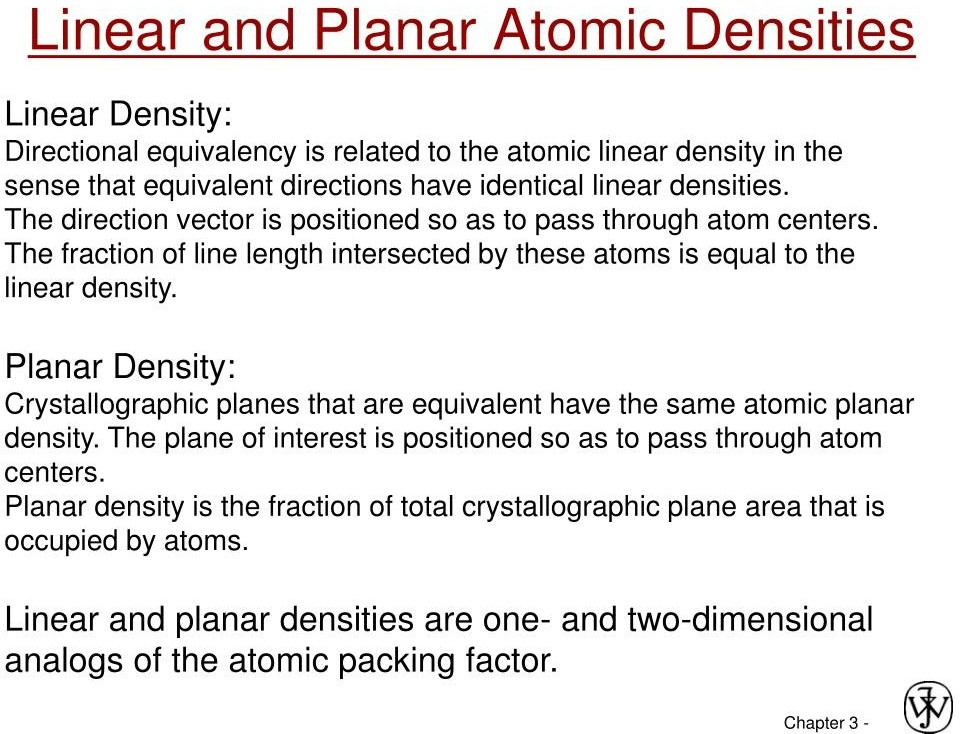 Linear and Planar Atomic Densities
Linear Density:
Directional equivalency is related to the atomic linear density in the
sense that equivalent directions have identical linear densities.
The direction vector is positioned so as to pass through atom centers.
The fraction of line length intersected by these atoms is equal to the
linear density.
Planar Density:
Crystallographic planes that are equivalent have the same atomic planar
density. The plane of interest is positioned so as to pass through atom
centers.
Planar density is the fraction of total crystallographic plane area that is
occupied by atoms.
Linear and planar densities are one- and two-dimensional
analogs of the atomic packing factor.
Chapter 3 -